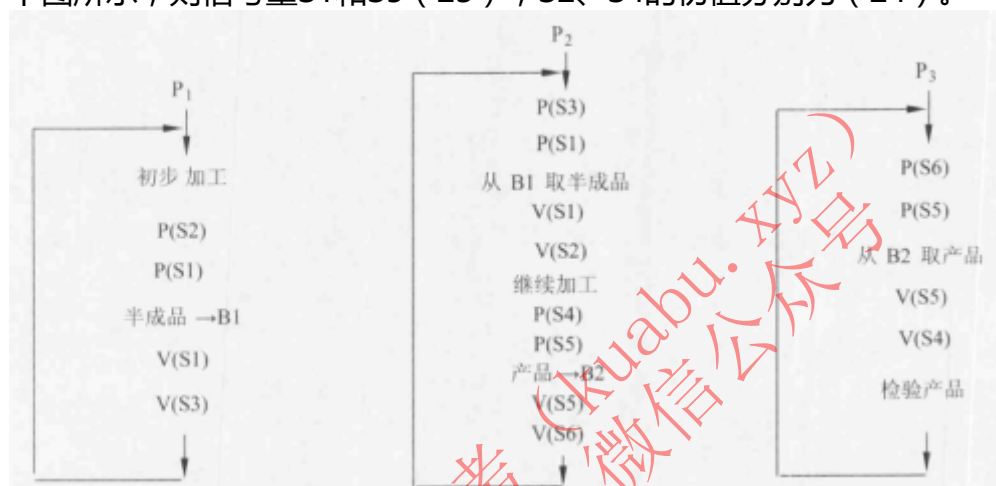 下图所示，则信号量S1和S5（23），S2、S4的初值分别为（24）。
P1
初步 加工
P(S2)
P(S1)
半成品 →B1
V(S1)
V(S3)
P2
P(S3)
P(S1)
从 B1 取半成品
V(S1)
V(S2)
继续加工
P(S4)
P(S5)
产品 →B2
V(S5)
V(S6)
P3
P(S6)
P(S5)
从 B2 取产品
V(S5)
V(S4)
检验产品
考（kuabu.xyz）
微信公众号